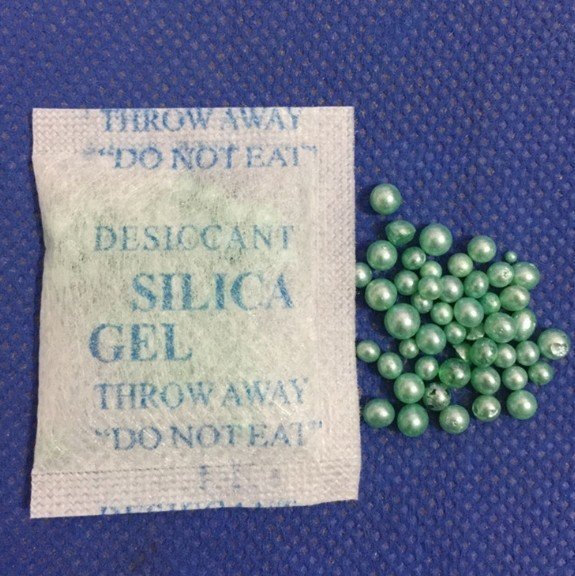 THROW AWAY
"DO NOT EAT"
DESICCANT
SILICA
GEL
THROW AWAY
"DO NOT EAT"